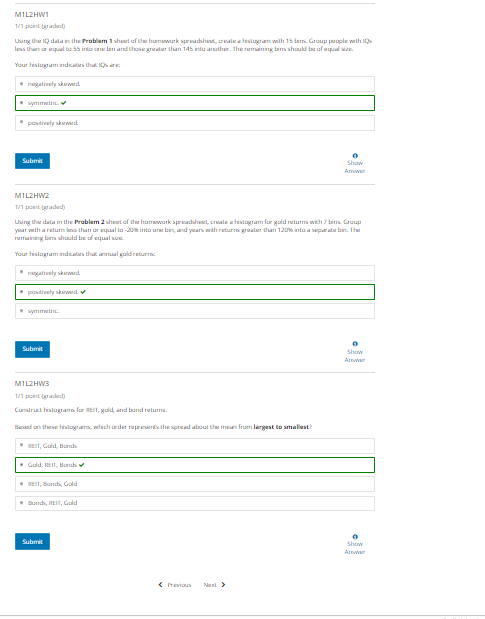 M1L2HW1
1/1 point (graded)
Using the IQ data in the Problem 1 sheet of the homework spreadsheet, create a histogram with 15 bins. Group people with IQs
less than or equal to 55 into one bin and those greater than 145 into another. The remaining bins should be of equal size.
Your histogram indicates that IQs are:
negatively skewed.
symmetric. ✔
positively skewed.
Submit
Show
Answer
M1L2HW2
1/1 point (graded)
Using the data in the Problem 2 sheet of the homework spreadsheet, create a histogram for gold returns with 7 bins. Group
year with a return less than or equal to -20% into one bin, and years with returns greater than 120% into a separate bin. The
remaining bins should be of equal size.
Your histogram indicates that annual gold returns:
negatively skewed.
positively skewed. ✔
symmetric.
Submit
Show
Answer
M1L2HW3
1/1 point (graded)
Construct histograms for REIT, gold, and bond returns.
Based on these histograms, which order represents the spread about the mean from largest to smallest?
REIT, Gold, Bonds
Gold, REIT, Bonds ✔
REIT, Bonds, Gold
Bonds, REIT, Gold
Submit
Show
Answer
Previous Next